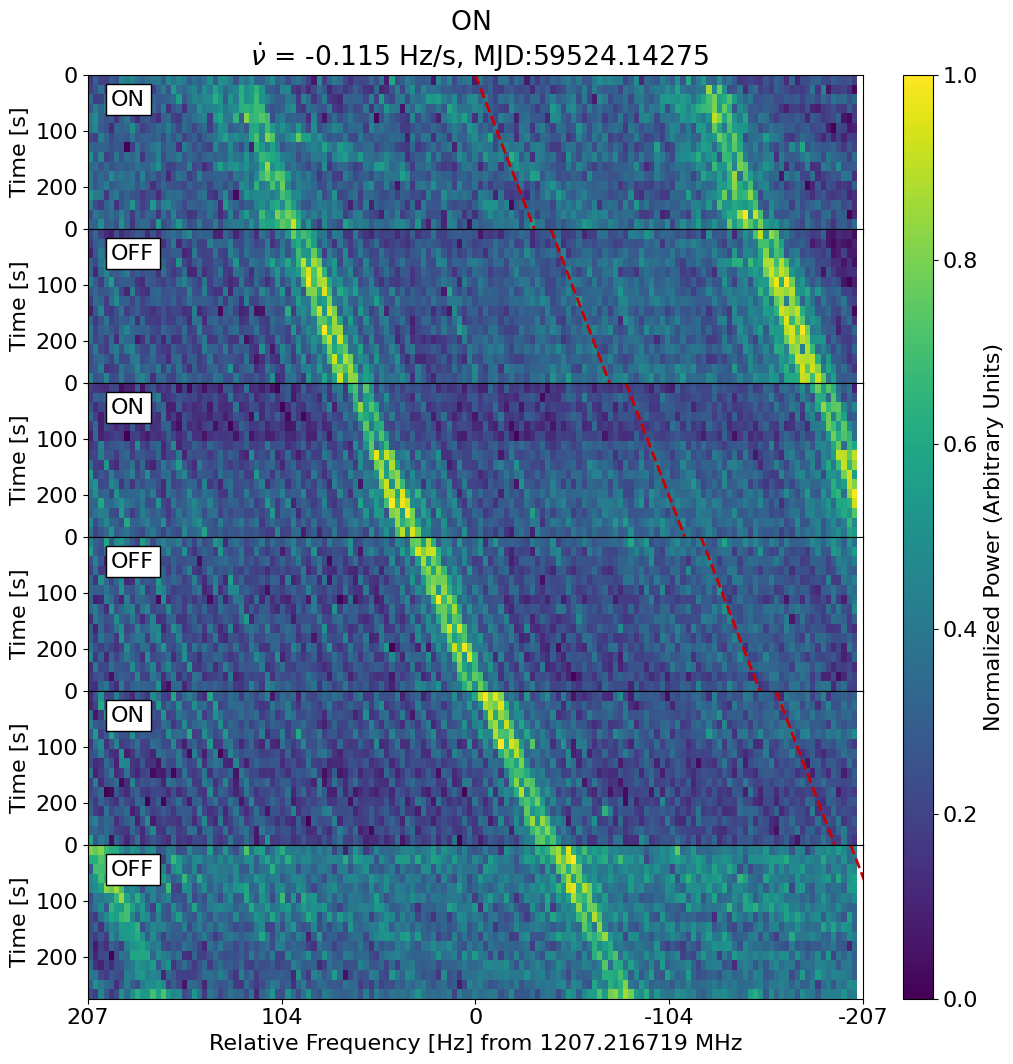 ON
ν̇ = -0.115 Hz/s, MJD:59524.14275
0
ON
100
200
Time [s]
0
OFF
100
200
Time [s]
0
ON
100
200
Time [s]
0
OFF
100
200
Time [s]
0
ON
100
200
Time [s]
0
OFF
100
200
Time [s]
207 104 0 -104 -207
Relative Frequency [Hz] from 1207.216719 MHz
1.0
0.8
0.6
0.4
0.2
0.0
Normalized Power (Arbitrary Units)